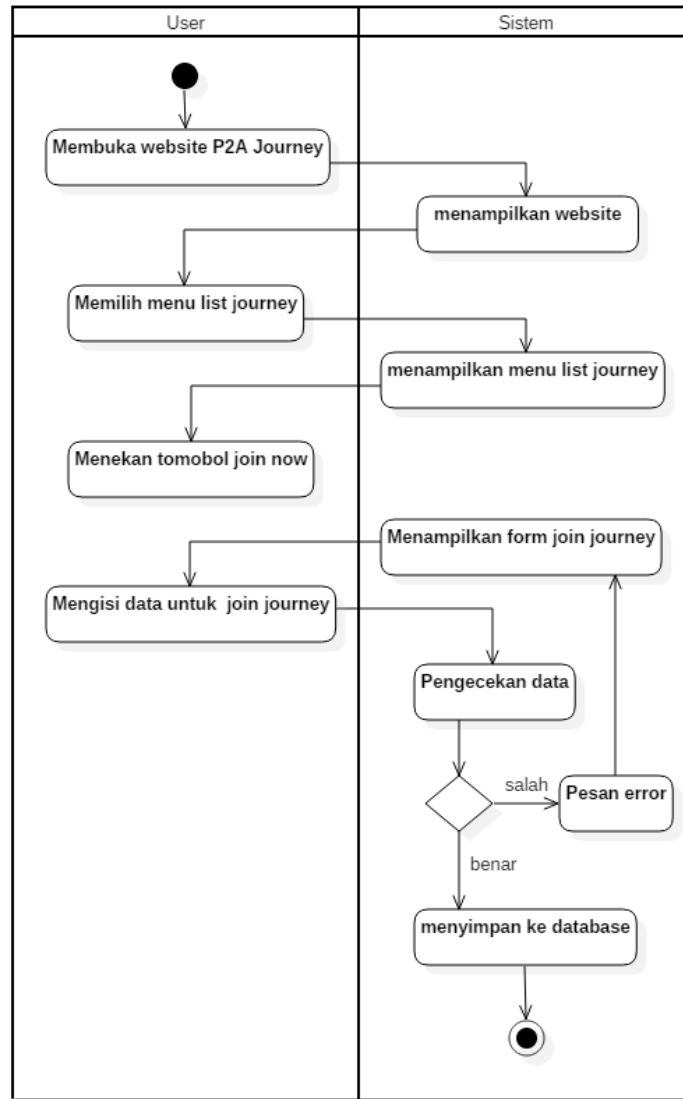 User
Sistem
Membuka website P2A Journey
menampilkan website
Memilih menu list journey
menampilkan menu list journey
Menekan tomobol join now
Menampilkan form join journey
Mengisi data untuk  join journey
Pengecekan data
salah
Pesan error
benar
menyimpan ke database